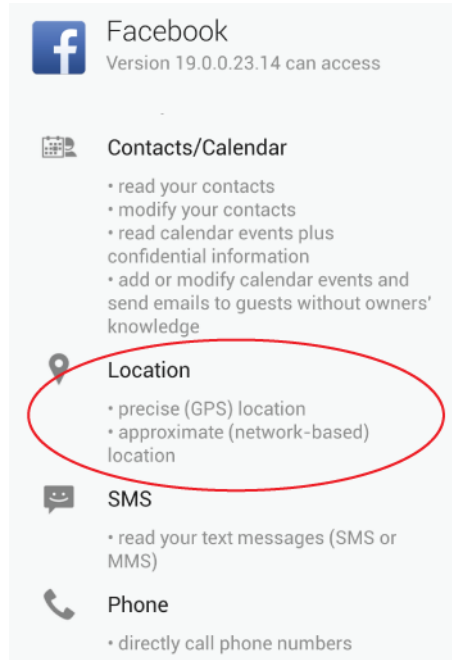 f
Facebook
Version 19.0.0.23.14 can access
Contacts/Calendar
• read your contacts
• modify your contacts
• read calendar events plus
confidential information
• add or modify calendar events and
send emails to guests without owners'
knowledge
Location
• precise (GPS) location
• approximate (network-based)
location
SMS
• read your text messages (SMS or
MMS)
Phone
• directly call phone numbers